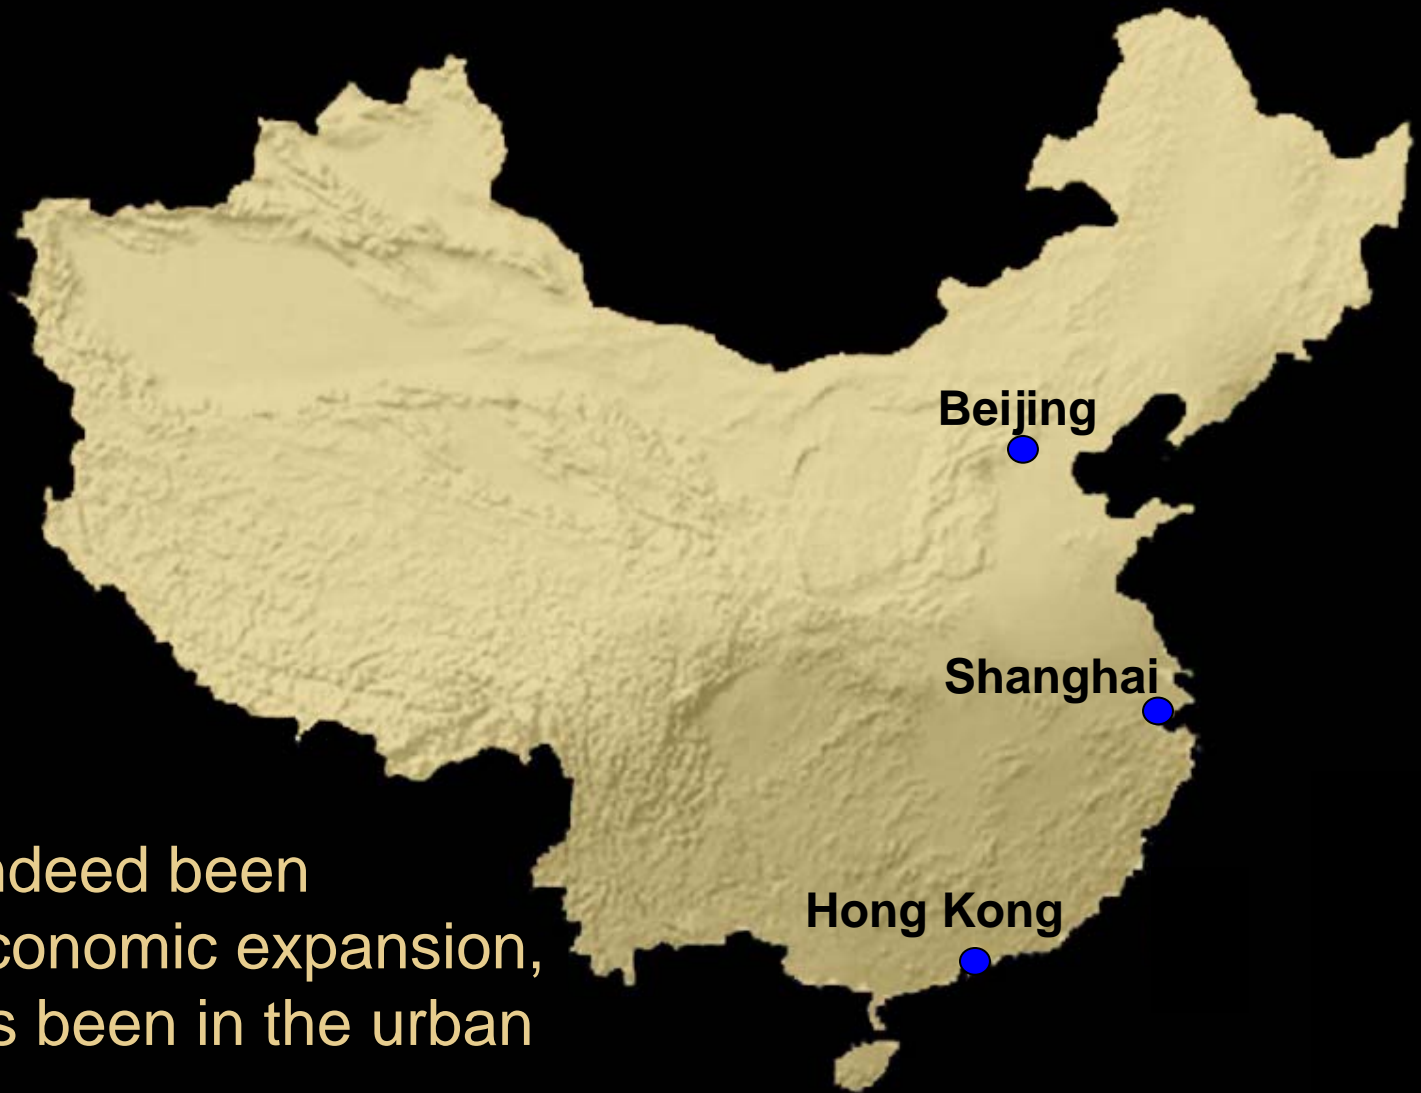 Beijing
Shanghai
Hong Kong
ndeed been
conomic expansion,
s been in the urban